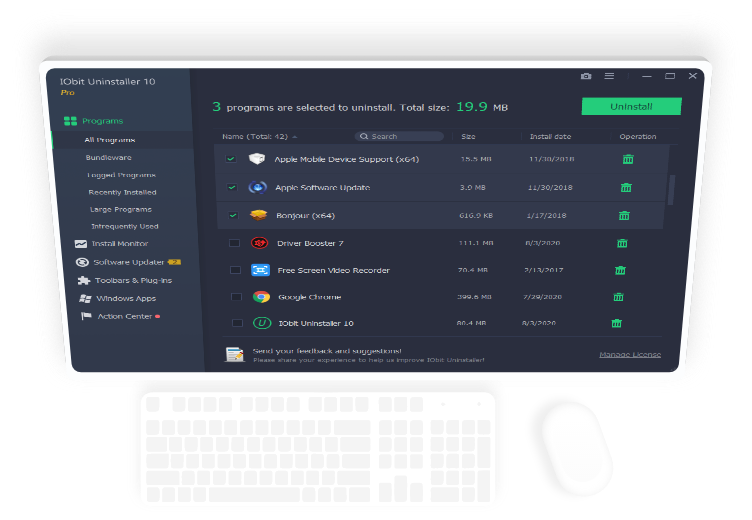 IObit Uninstaller 10
Pro
3 programs are selected to uninstall. Total size: 19.9 MB
Uninstall
Programs
All Programs
Bundleware
Logged Programs
Recently Installed
Large Programs
Infrequently Used
Install Monitor
Software Updater 2
Toolbars & Plug-ins
Windows Apps
Action Center
Name (Total: 42) Search Size Install date Operation
Apple Mobile Device Support (x64) 15.5 MB 11/30/2018
Apple Software Update 3.9 MB 11/30/2018
Bonjour (x64) 616.9 KB 1/17/2018
Driver Booster 7 111.1 MB 8/3/2020
Free Screen Video Recorder 70.4 MB 2/13/2017
Google Chrome 399.6 MB 7/29/2020
U IObit Uninstaller 10 80.4 MB 8/3/2020
Send your feedback and suggestions!
Please share your experience to help us improve IObit Uninstaller!
Manage License